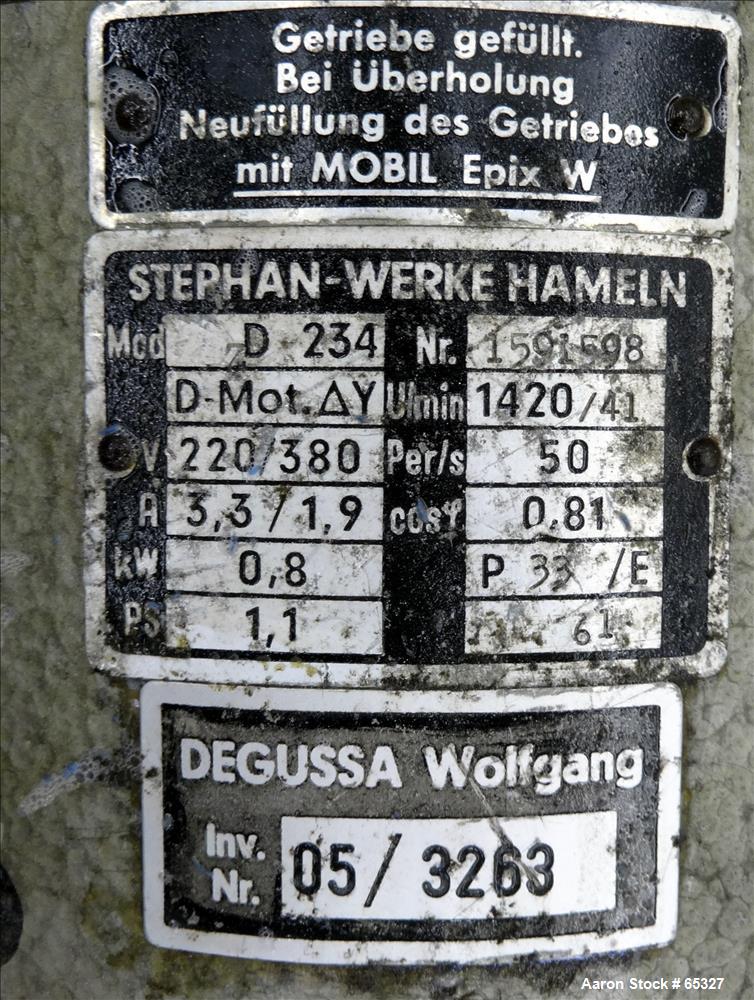 Getriebe gefüllt.
Bei Überholung
Neufüllung des Getriebes
mit MOBIL Epix W
STEPHAN-WERKE HAMELN
Mod D 234 Nr. 1591598
D-Mot. ΔY U/min 1420/41
V 220/380 Per/s 50
A 3,3/1,9 cosφ 0,81
kW 0,8 P 33 /E
PS 1,1 61
DEGUSSA Wolfgang
Inv. Nr. 05/3263
Aaron Stock # 65327